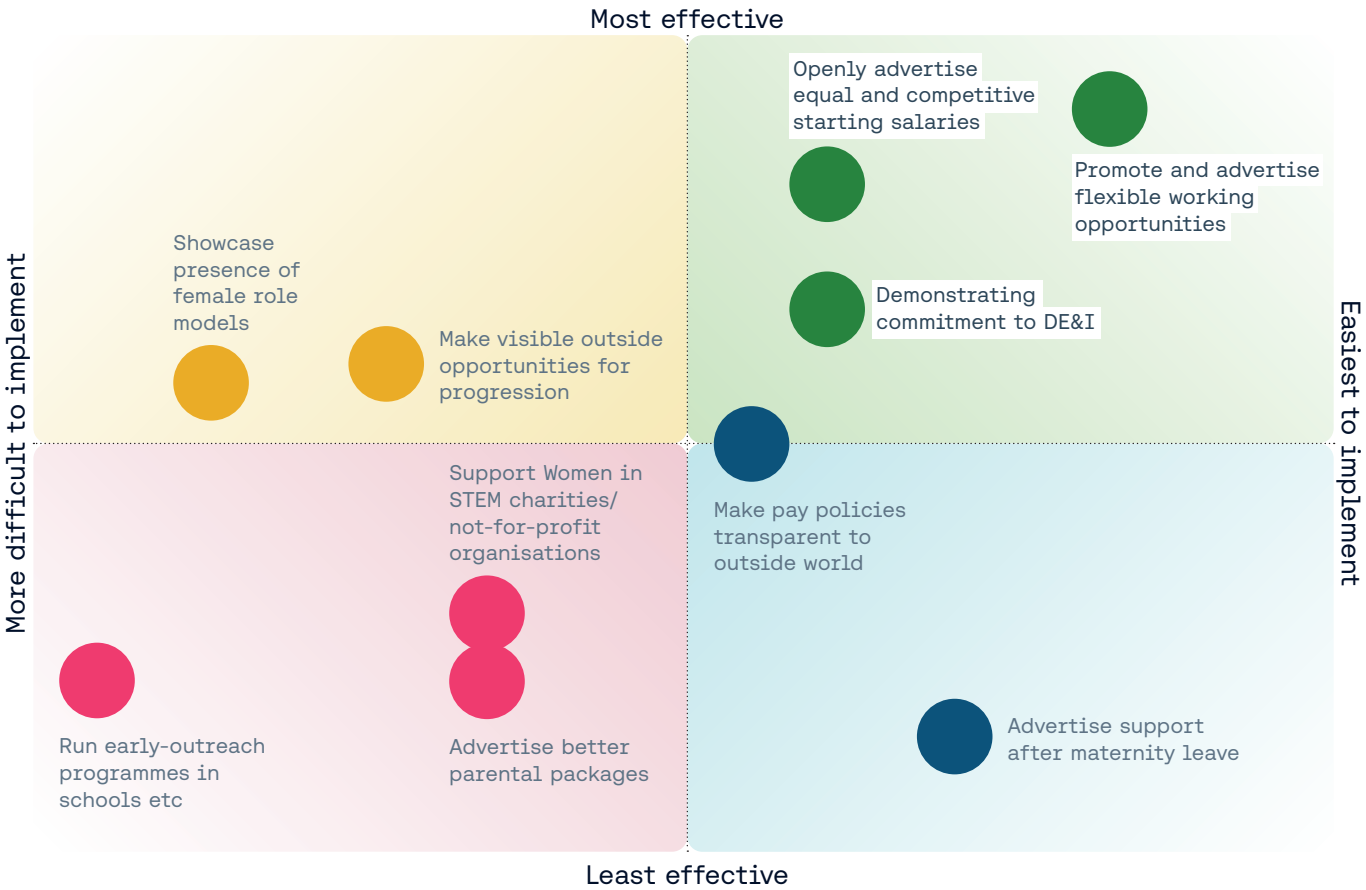 Most effective
Openly advertise
equal and competitive
starting salaries
Promote and advertise
flexible working
opportunities
Showcase
presence of
female role
models
Make visible outside
opportunities for
progression
Demonstrating
commitment to DE&I
More difficult to implement
Easiest to implement
Support Women in
STEM charities/
not-for-profit
organisations
Make pay policies
transparent to
outside world
Run early-outreach
programmes in
schools etc
Advertise better
parental packages
Advertise support
after maternity leave
Least effective